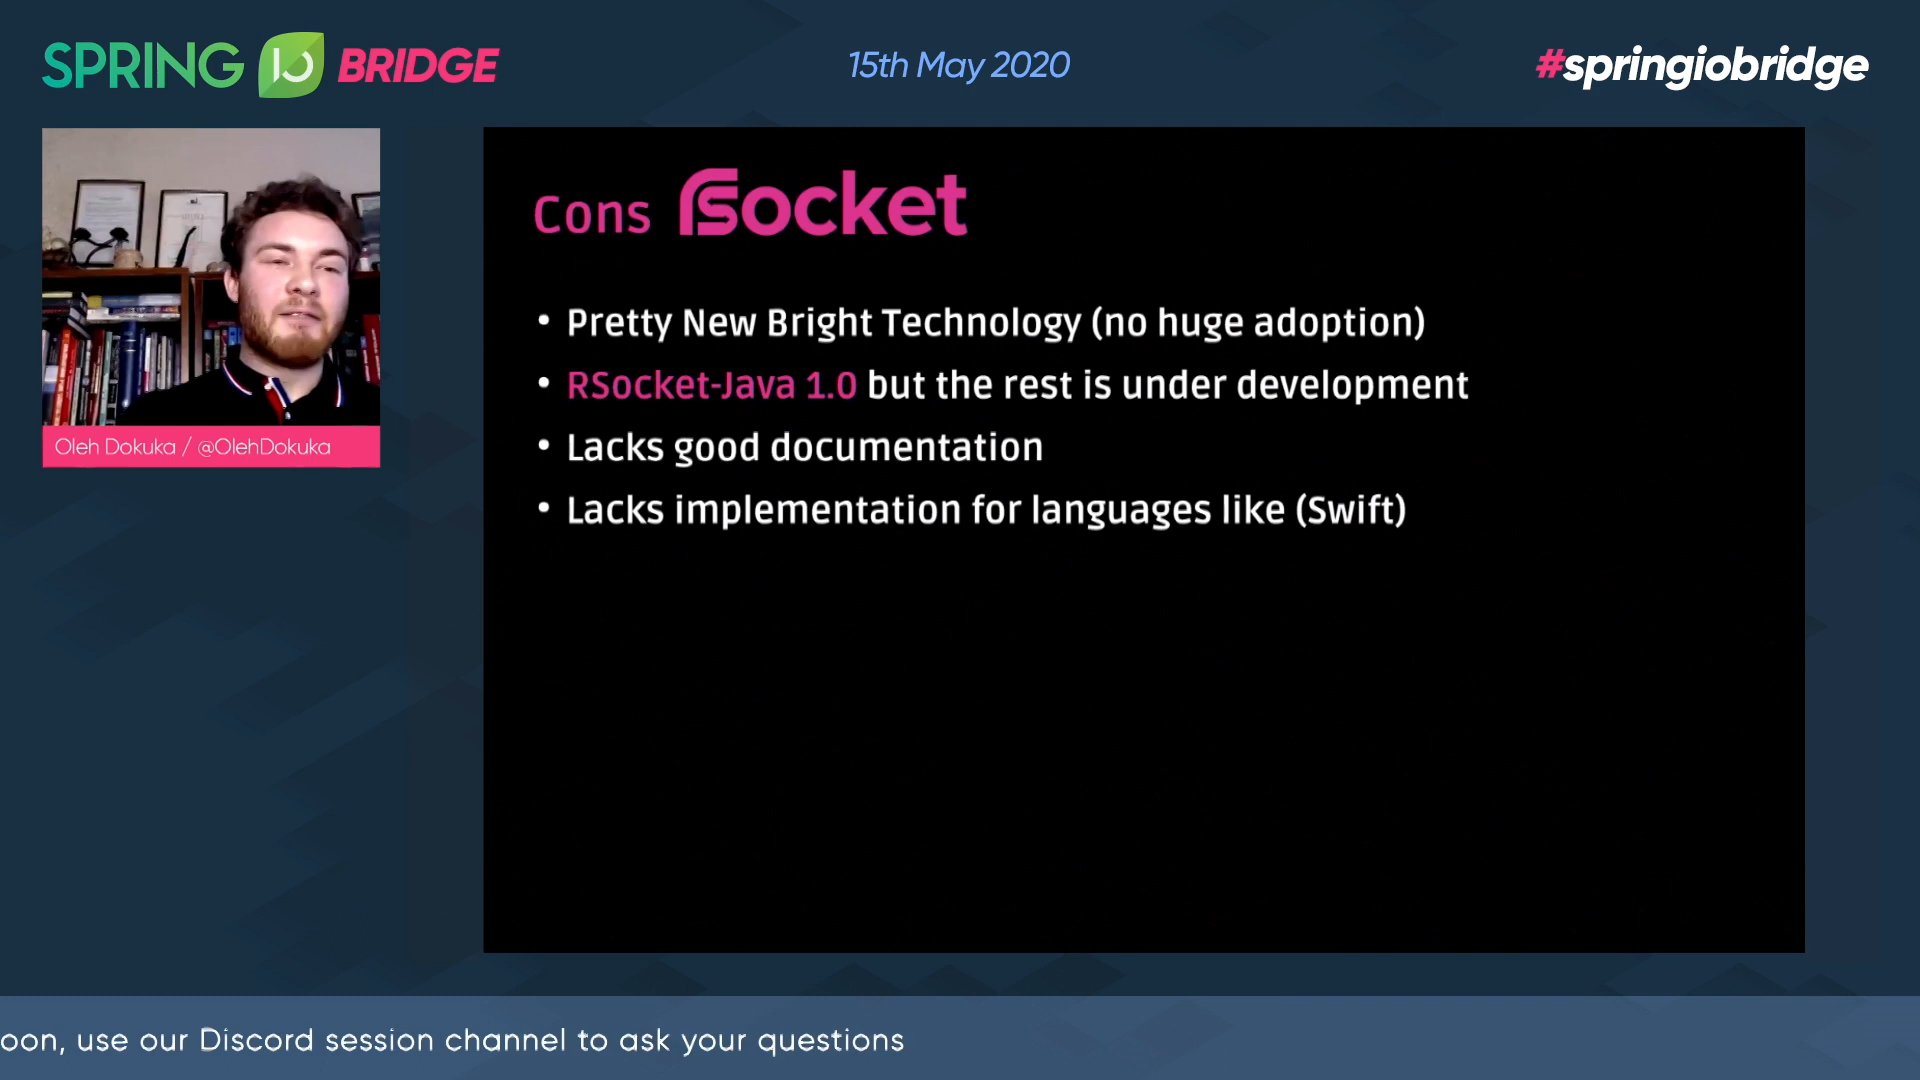 SPRING IO BRIDGE
15th May 2020
#springiobridge
Oleh Dokuka / @OlehDokuka
Cons RSocket
• Pretty New Bright Technology (no huge adoption)
• RSocket-Java 1.0 but the rest is under development
• Lacks good documentation
• Lacks implementation for languages like (Swift)
oon, use our Discord session channel to ask your questions